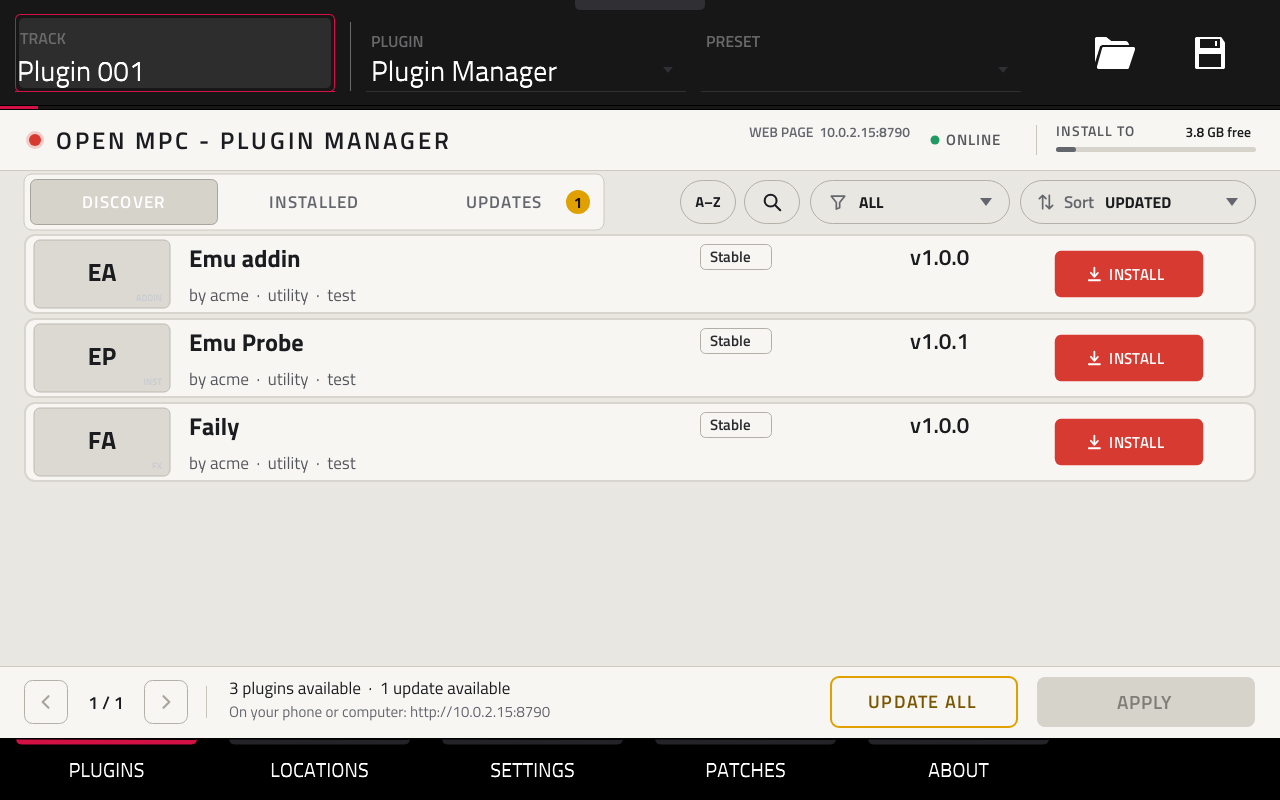 TRACK
Plugin 001
PLUGIN
Plugin Manager
PRESET
OPEN MPC - PLUGIN MANAGER
WEB PAGE 10.0.2.15:8790
ONLINE
INSTALL TO
3.8 GB free
DISCOVER
INSTALLED
UPDATES
1
A–Z
ALL
Sort UPDATED
EA
ADDIN
Emu addin
by acme · utility · test
Stable
v1.0.0
INSTALL
EP
INST
Emu Probe
by acme · utility · test
Stable
v1.0.1
INSTALL
FA
FX
Faily
by acme · utility · test
Stable
v1.0.0
INSTALL
1 / 1
3 plugins available · 1 update available
On your phone or computer: http://10.0.2.15:8790
UPDATE ALL
APPLY
PLUGINS
LOCATIONS
SETTINGS
PATCHES
ABOUT